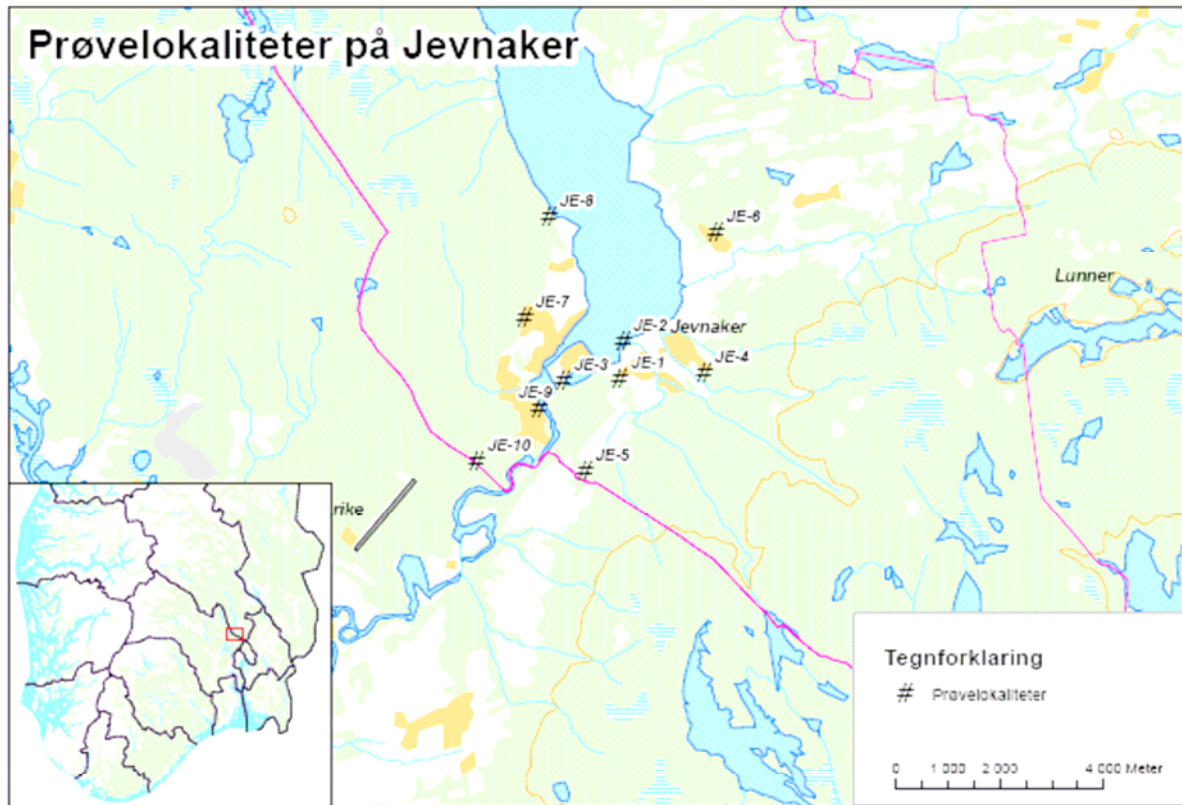 Prøvelokaliteter på Jevnaker
# JE-8
# JE-6
Lunner
# JE-7
# JE-2
Jevnaker
# JE-3
# JE-1
# JE-4
# JE-9
# JE-10
# JE-5
rike
Tegnforklaring
# Prøvelokaliteter
0 1 000 2 000 4 000 Meter